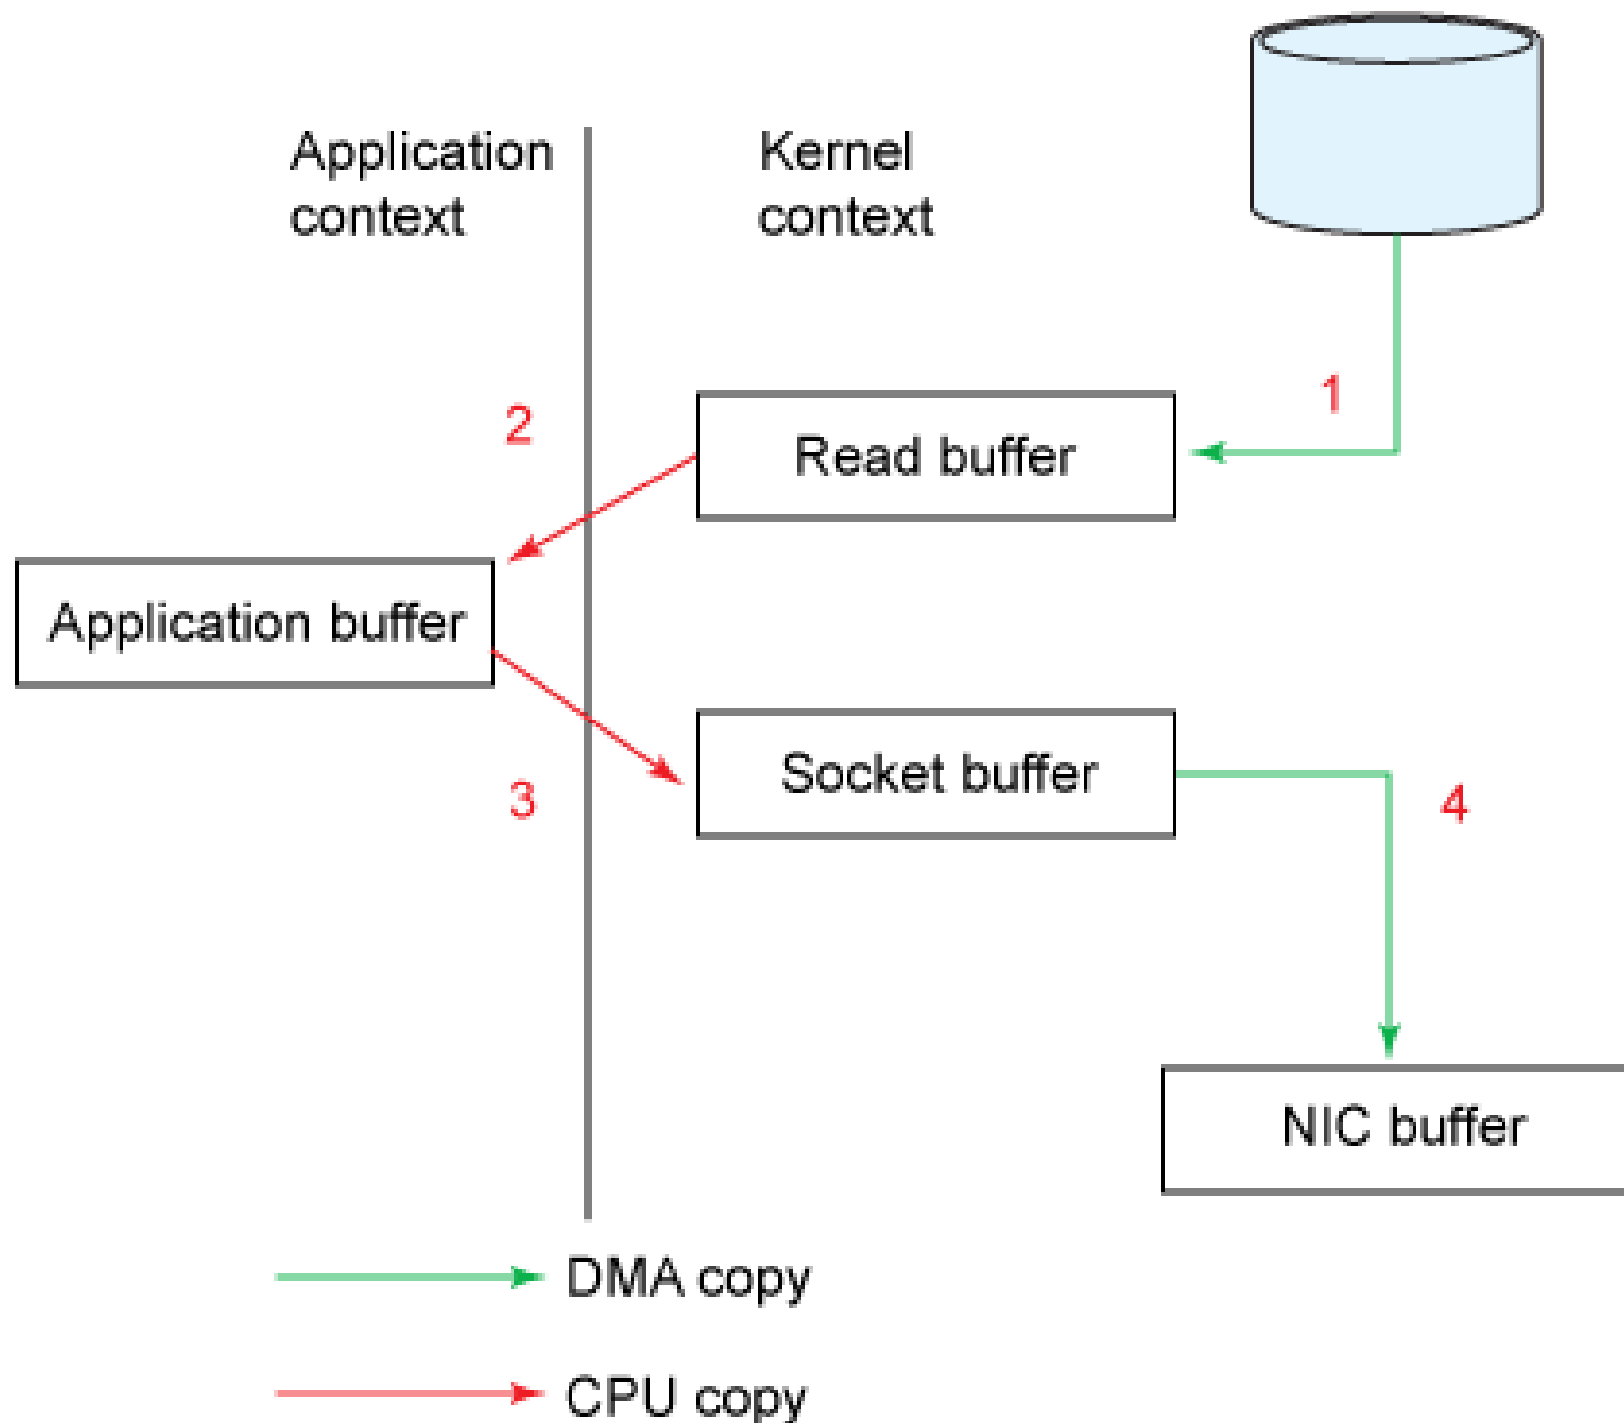 Application
context
Kernel
context
1
2
Read buffer
Application buffer
Socket buffer
3
4
NIC buffer
DMA copy
CPU copy